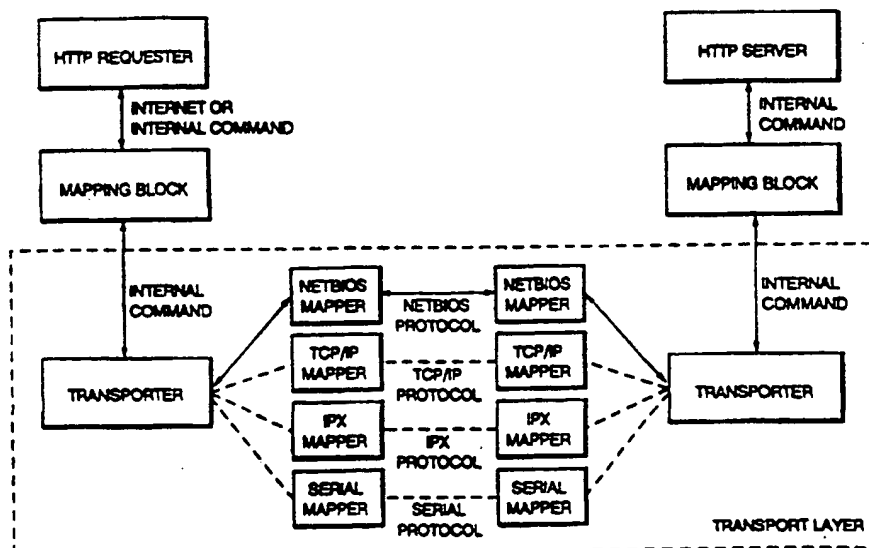 HTTP REQUESTER
HTTP SERVER
INTERNET OR
INTERNAL COMMAND
INTERNAL
COMMAND
MAPPING BLOCK
MAPPING BLOCK
INTERNAL
COMMAND
NETBIOS
MAPPER
NETBIOS
PROTOCOL
NETBIOS
MAPPER
INTERNAL
COMMAND
TRANSPORTER
TCP/IP
MAPPER
TCP/IP
PROTOCOL
TCP/IP
MAPPER
TRANSPORTER
IPX
MAPPER
IPX
PROTOCOL
IPX
MAPPER
SERIAL
MAPPER
SERIAL
PROTOCOL
SERIAL
MAPPER
TRANSPORT LAYER